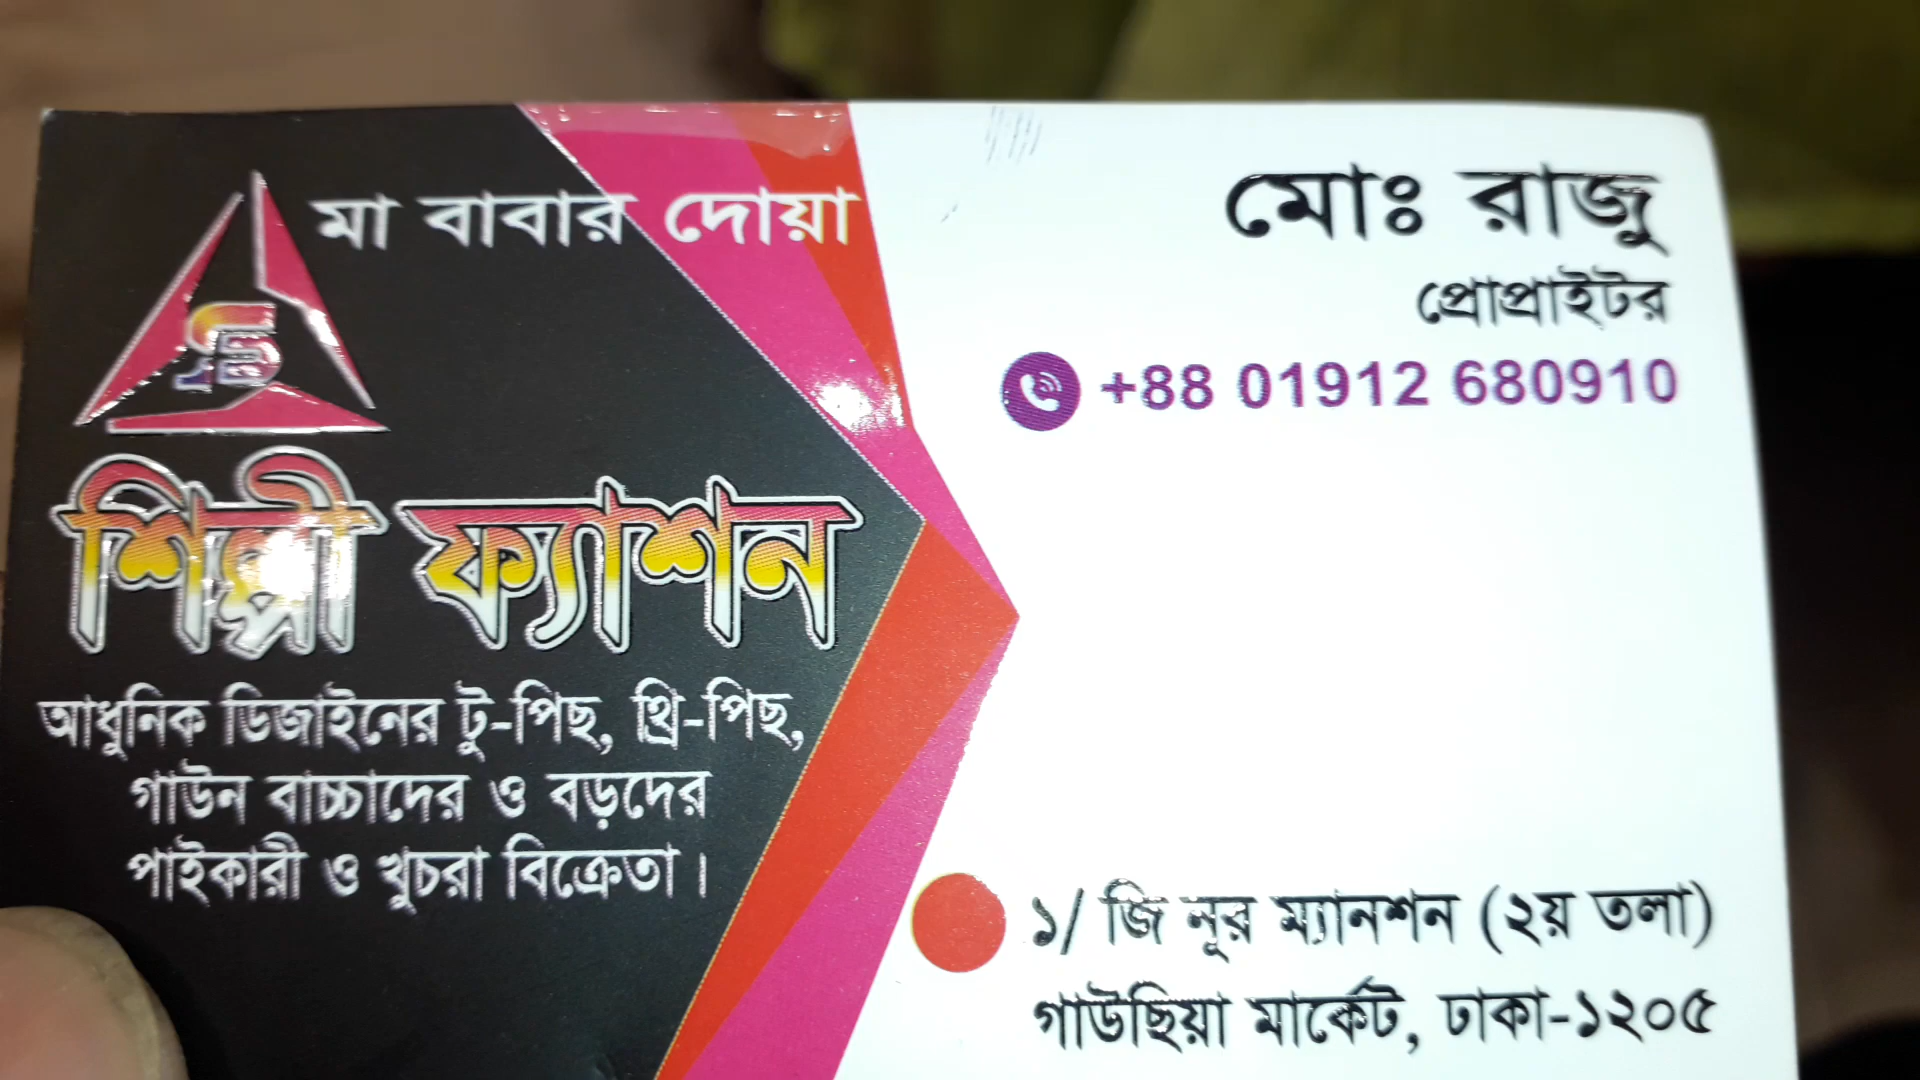 মা বাবার দোয়া
শিল্পী ফ্যাশন
আধুনিক ডিজাইনের টু-পিছ, থ্রি-পিছ,
গাউন বাচ্চাদের ও বড়দের
পাইকারী ও খুচরা বিক্রেতা।
মোঃ রাজু
প্রোপ্রাইটর
+88 01912 680910
১/ জি নূর ম্যানশন (২য় তলা)
গাউছিয়া মার্কেট, ঢাকা-১২০৫